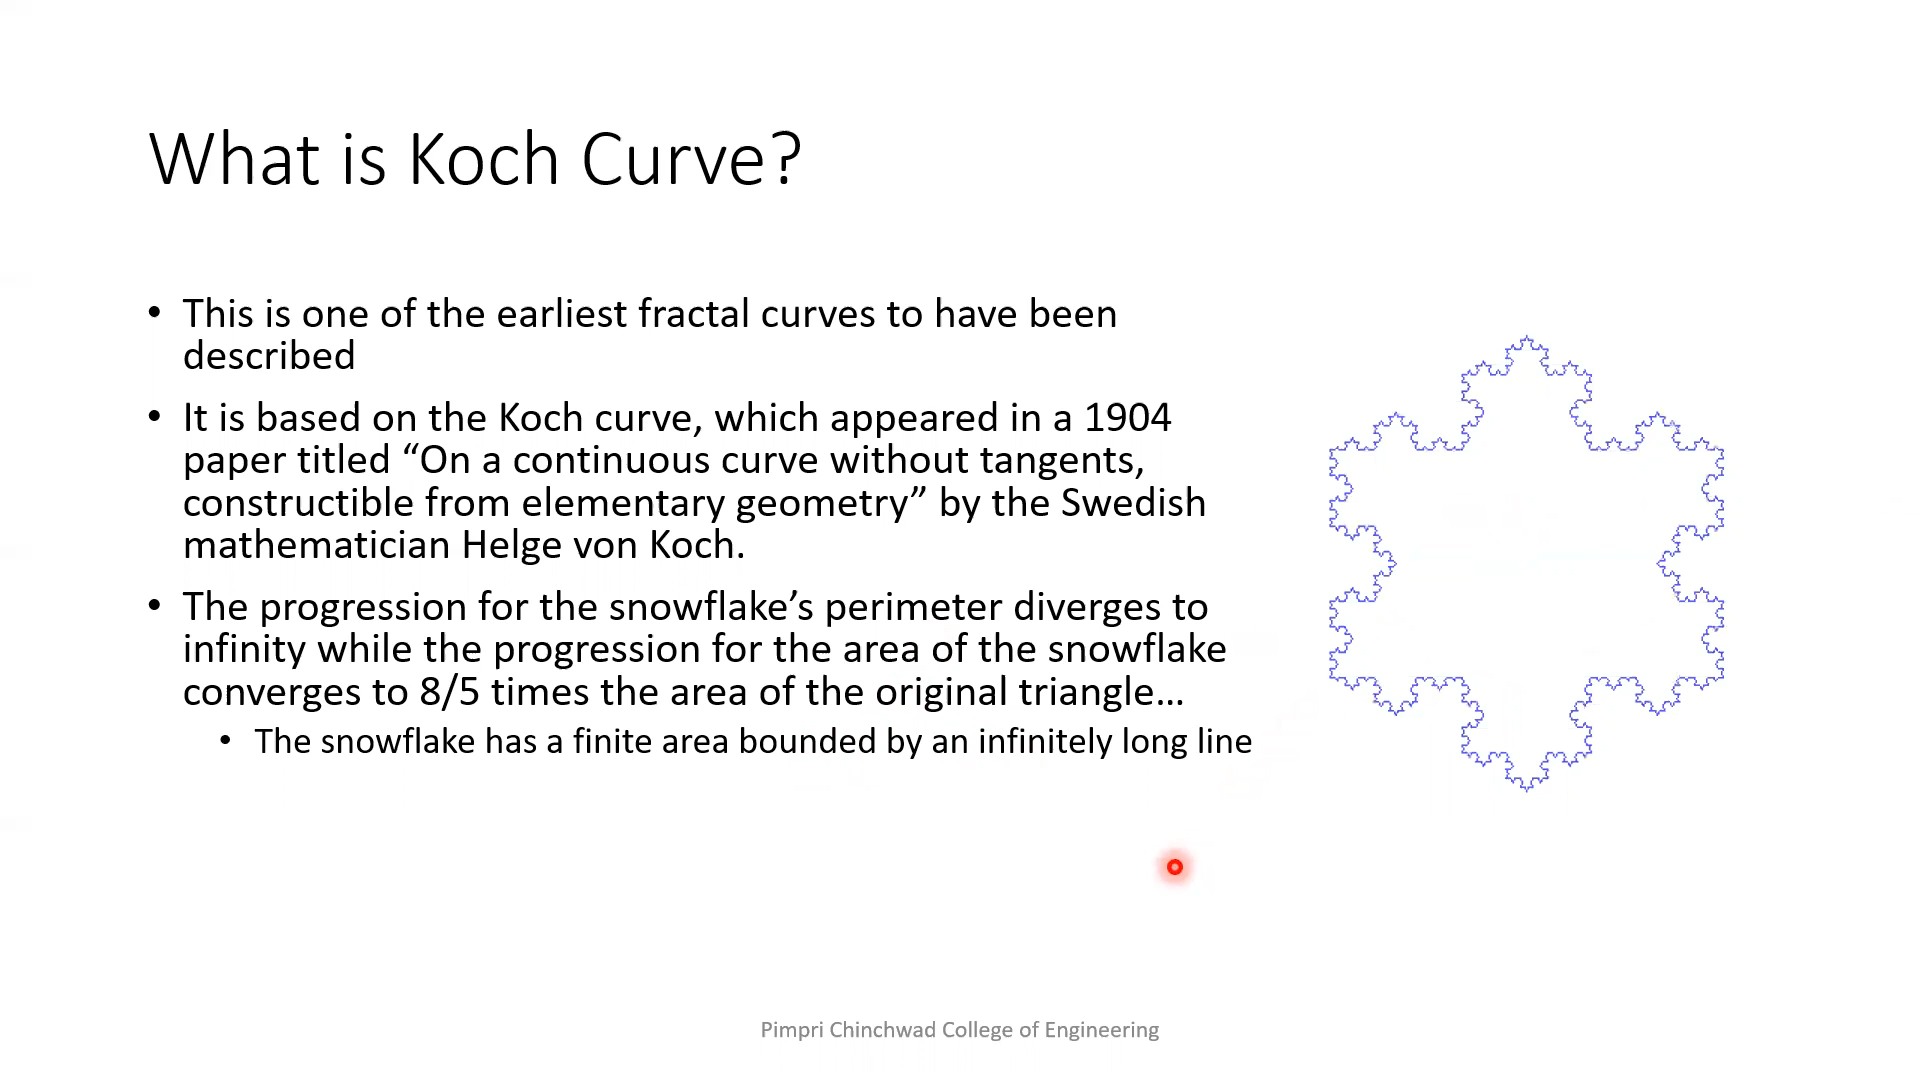 What is Koch Curve?
• This is one of the earliest fractal curves to have been
described
• It is based on the Koch curve, which appeared in a 1904
paper titled “On a continuous curve without tangents,
constructible from elementary geometry” by the Swedish
mathematician Helge von Koch.
• The progression for the snowflake’s perimeter diverges to
infinity while the progression for the area of the snowflake
converges to 8/5 times the area of the original triangle…
• The snowflake has a finite area bounded by an infinitely long line
Pimpri Chinchwad College of Engineering